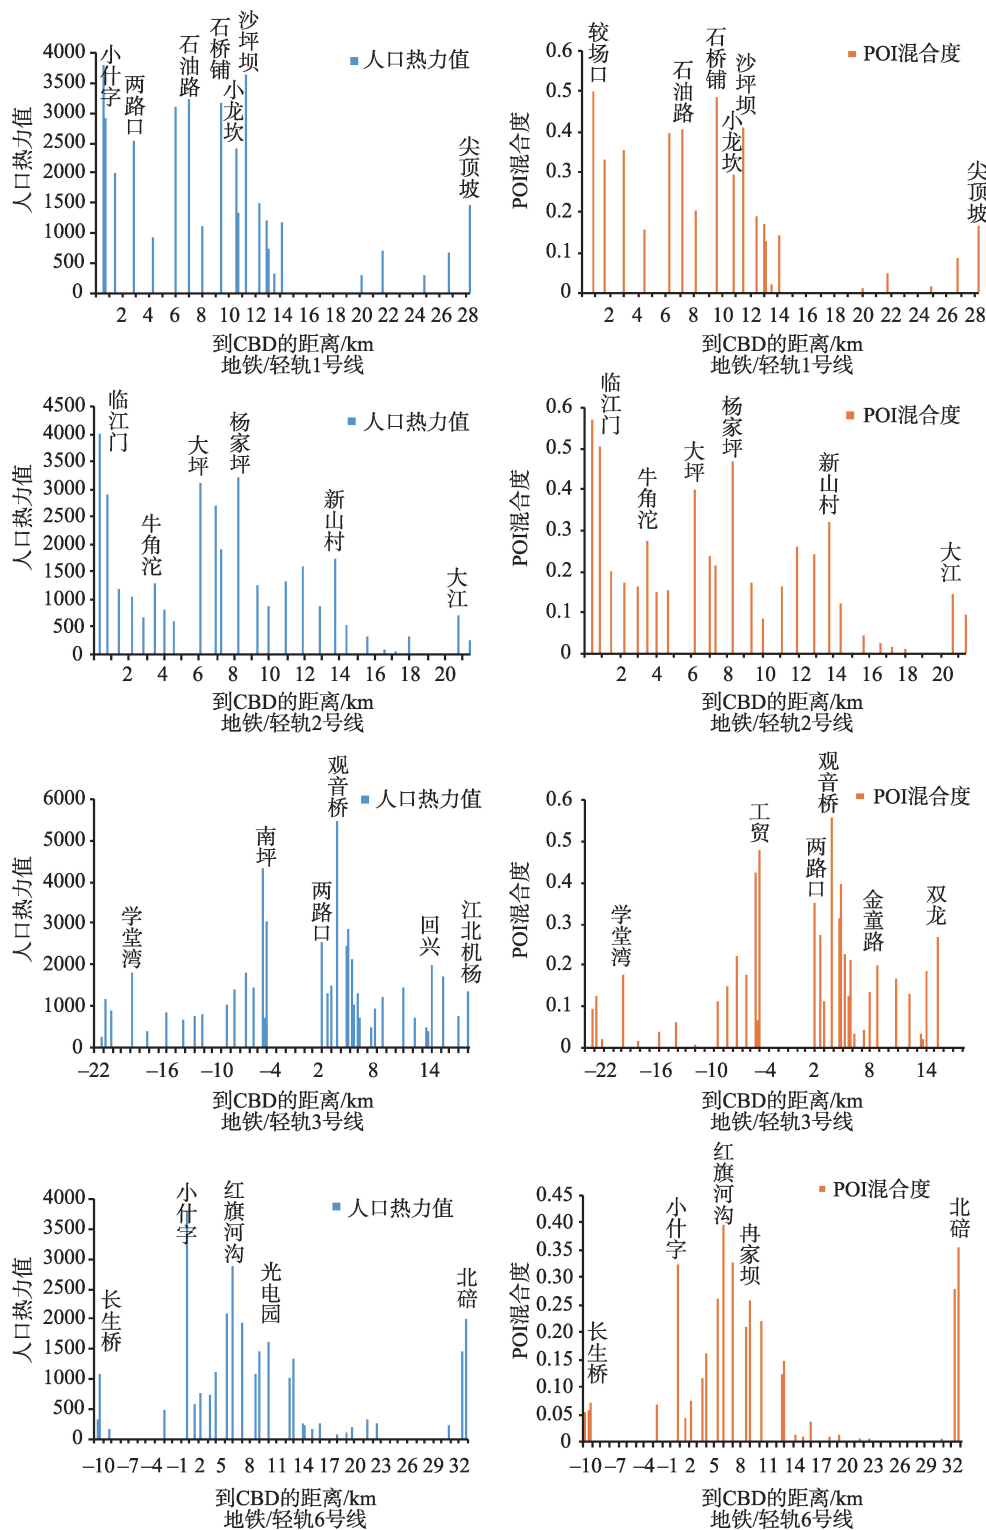 人口热力值
4000
3500
3000
2500
2000
1500
1000
500
0
人口热力值
小什字
两路口
石油路
石桥铺
小龙坎
沙坪坝
尖顶坡
2 4 6 8 10 12 14 16 18 20 22 24 26 28
到CBD的距离/km
地铁/轻轨1号线
POI混合度
0.6
0.5
0.4
0.3
0.2
0.1
0
POI混合度
较场口
石油路
石桥铺
小龙坎
沙坪坝
尖顶坡
2 4 6 8 10 12 14 16 18 20 22 24 26 28
到CBD的距离/km
地铁/轻轨1号线
人口热力值
4500
4000
3500
3000
2500
2000
1500
1000
500
0
人口热力值
临江门
牛角沱
大坪
杨家坪
新山村
大江
2 4 6 8 10 12 14 16 18 20
到CBD的距离/km
地铁/轻轨2号线
POI混合度
0.6
0.5
0.4
0.3
0.2
0.1
0
POI混合度
临江门
牛角沱
大坪
杨家坪
新山村
大江
2 4 6 8 10 12 14 16 18 20
到CBD的距离/km
地铁/轻轨2号线
人口热力值
6000
5000
4000
3000
2000
1000
0
人口热力值
学堂湾
南坪
两路口
观音桥
回兴
江北机杨
–22 –16 –10 –4 2 8 14
到CBD的距离/km
地铁/轻轨3号线
POI混合度
0.6
0.5
0.4
0.3
0.2
0.1
0
POI混合度
学堂湾
工贸
两路口
观音桥
金童路
双龙
–22 –16 –10 –4 2 8 14
到CBD的距离/km
地铁/轻轨3号线
人口热力值
4000
3500
3000
2500
2000
1500
1000
500
0
人口热力值
长生桥
小什字
红旗河沟
光电园
北碚
–10 –7 –4 –1 2 5 8 11 14 17 20 23 26 29 32
到CBD的距离/km
地铁/轻轨6号线
POI混合度
0.45
0.40
0.35
0.30
0.25
0.20
0.15
0.10
0.05
0
POI混合度
长生桥
小什字
红旗河沟
冉家坝
北碚
–10 –7 –4 –1 2 5 8 11 14 17 20 23 26 29 32
到CBD的距离/km
地铁/轻轨6号线